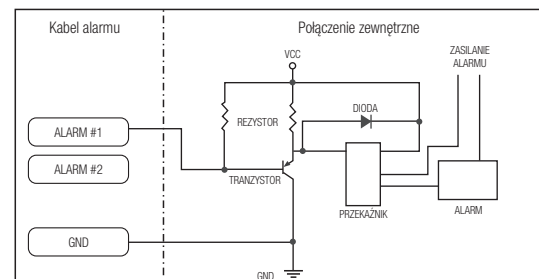 Kabel alarmu
Połączenie zewnętrzne
VCC
ZASILANIE
ALARMU
DIODA
REZYSTOR
ALARM #1
ALARM #2
TRANZYSTOR
PRZEKAŹNIK
ALARM
GND
GND